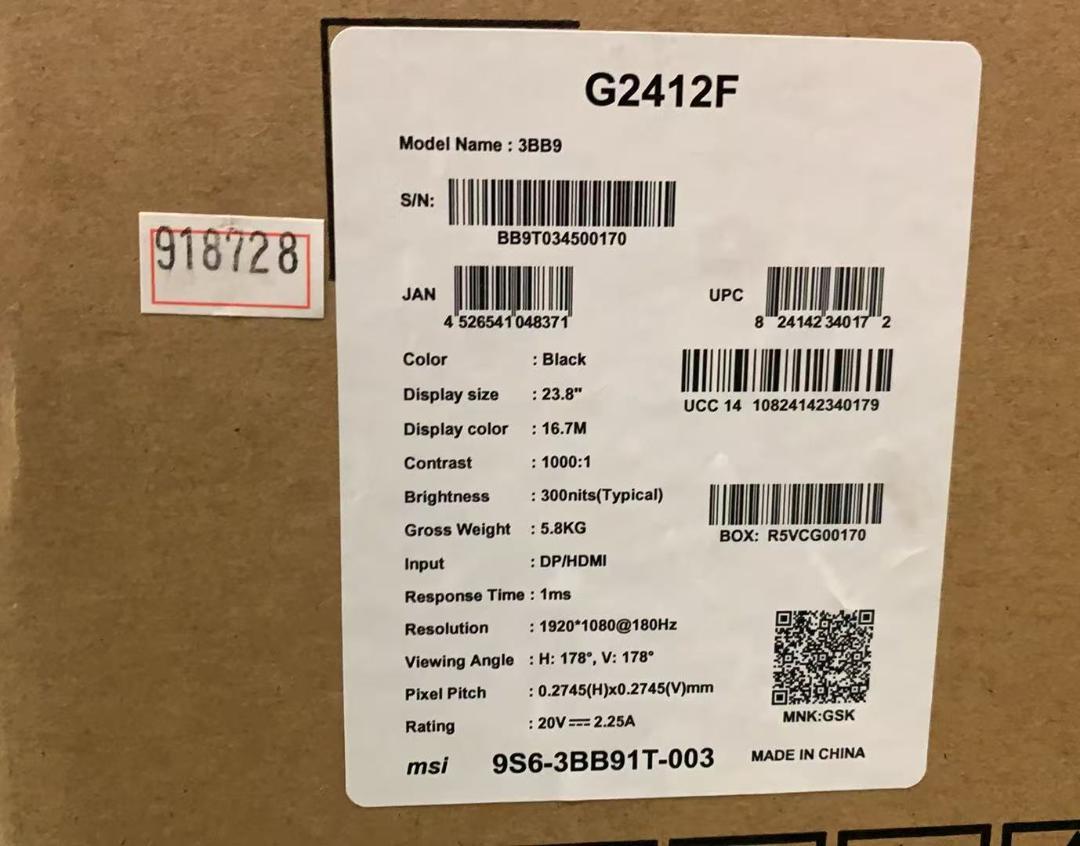 G2412F
Model Name : 3BB9
S/N:
BB9T034500170
918728
JAN
4 526541 048371
UPC
8 24142 34017 2
UCC 14 10824142340179
Color : Black
Display size : 23.8"
Display color : 16.7M
Contrast : 1000:1
Brightness : 300nits(Typical)
Gross Weight : 5.8KG
Input : DP/HDMI
Response Time : 1ms
Resolution : 1920*1080@180Hz
Viewing Angle : H: 178°, V: 178°
Pixel Pitch : 0.2745(H)x0.2745(V)mm
Rating : 20V⎓2.25A
BOX: R5VCG00170
MNK:GSK
msi 9S6-3BB91T-003 MADE IN CHINA